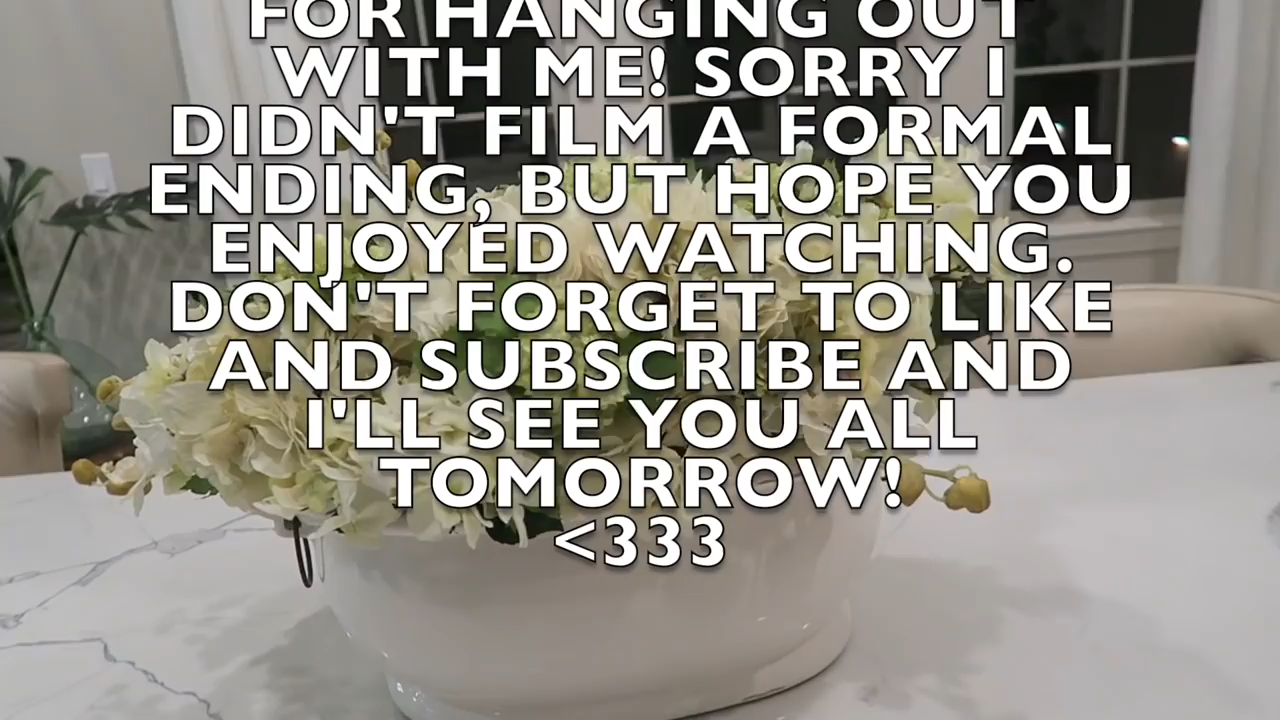 FOR HANGING OUT
WITH ME! SORRY I
DIDN'T FILM A FORMAL
ENDING, BUT HOPE YOU
ENJOYED WATCHING.
DON'T FORGET TO LIKE
AND SUBSCRIBE AND
I'LL SEE YOU ALL
TOMORROW!
<333